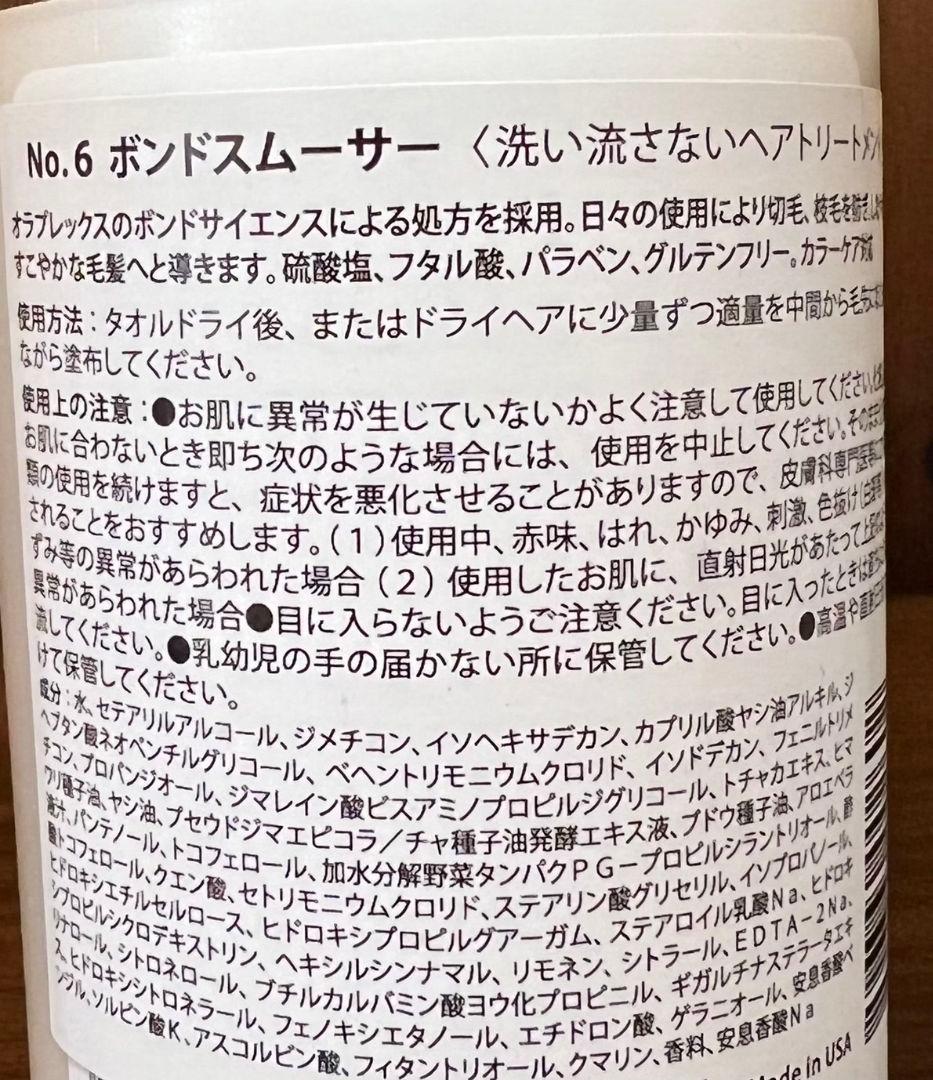 No.6 ボンドスムーサー 〈洗い流さないヘアトリートメン
オラプレックスのボンドサイエンスによる処方を採用。日々の使用により切毛、枝毛を防ぎ
すこやかな毛髪へと導きます。硫酸塩、フタル酸、パラベン、グルテンフリー。カラーケア対
使用方法：タオルドライ後、またはドライヘアに少量ずつ適量を中間から毛先に
ながら塗布してください。
使用上の注意：●お肌に異常が生じていないかよく注意して使用してください。
お肌に合わないとき即ち次のような場合には、使用を中止してください。そのまま
類の使用を続けますと、症状を悪化させることがありますので、皮膚科専門医等
されることをおすすめします。（１）使用中、赤味、はれ、かゆみ、刺激、色抜け（白斑等
ずみ等の異常があらわれた場合（２）使用したお肌に、直射日光があたって上記の
異常があらわれた場合●目に入らないようご注意ください。目に入ったときは直ち
流してください。●乳幼児の手の届かない所に保管してください。●高温や直射日
けて保管してください。
成分：水、セテアリルアルコール、ジメチコン、イソヘキサデカン、カプリル酸ヤシ油アルキル、ジ
ヘプタン酸ネオペンチルグリコール、ベヘントリモニウムクロリド、イソドデカン、フェニルトリメ
チコン、プロパンジオール、ジマレイン酸ビスアミノプロピルジグリコール、トチャカエキス、ヒマ
ワリ種子油、ヤシ油、プセウドジマエピコラ／チャ種子油発酵エキス液、ブドウ種子油、アロエベラ
液汁、パンテノール、トコフェロール、加水分解野菜タンパクＰＧ－プロピルシラントリオール、酢
酸トコフェロール、クエン酸、セトリモニウムクロリド、ステアリン酸グリセリル、イソプロパノール、
ヒドロキシエチルセルロース、ヒドロキシプロピルグアーガム、ステアロイル乳酸Ｎａ、ヒドロキ
シプロピルシクロデキストリン、ヘキシルシンナマル、リモネン、シトラール、ＥＤＴＡ－２Ｎａ、
リナロール、シトロネロール、ブチルカルバミン酸ヨウ化プロピニル、ギガルチナステラータエキ
ス、ヒドロキシシトロネラール、フェノキシエタノール、エチドロン酸、ゲラニオール、安息香酸ベ
ンジル、ソルビン酸Ｋ、アスコルビン酸、フィタントリオール、クマリン、香料、安息香酸Ｎａ
Made in USA